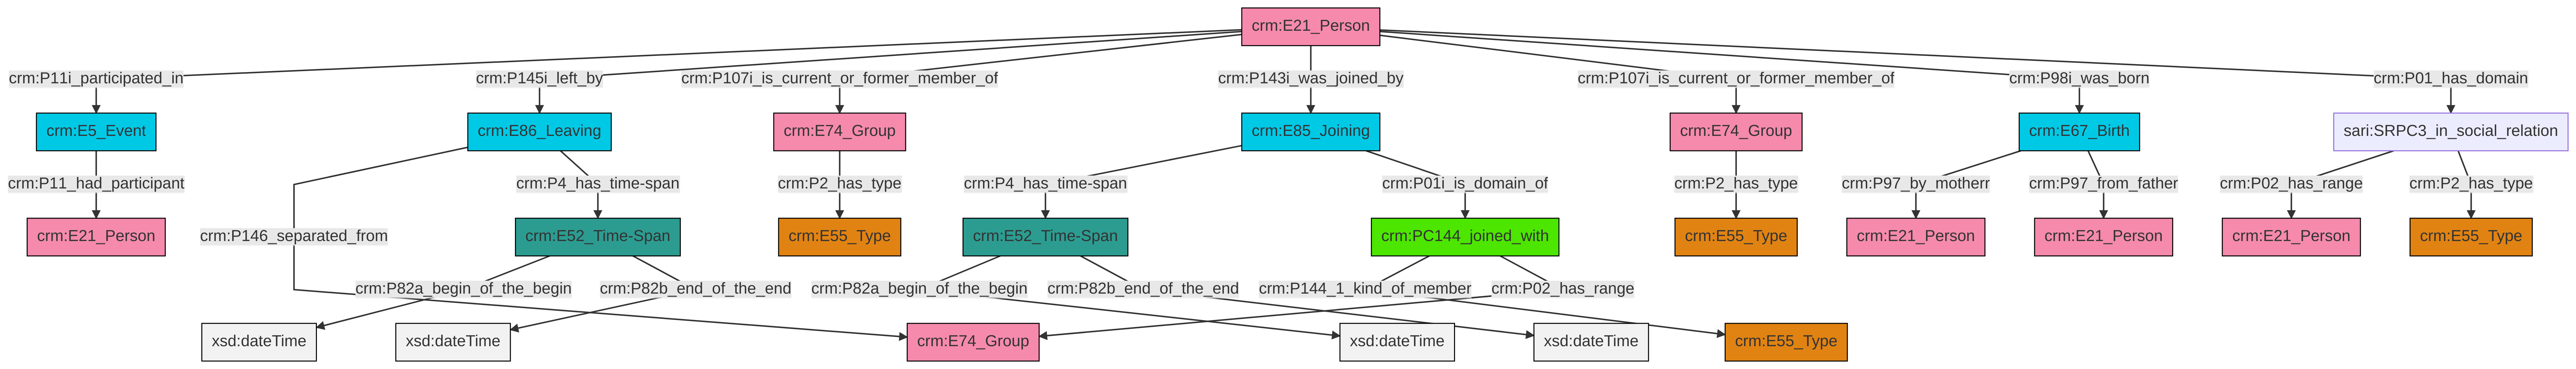 crm:E21_Person
crm:P11i_participated_in
crm:P145i_left_by
crm:P107i_is_current_or_former_member_of
crm:P143i_was_joined_by
crm:P107i_is_current_or_former_member_of
crm:P98i_was_born
crm:P01_has_domain
crm:E5_Event
crm:E86_Leaving
crm:E74_Group
crm:E85_Joining
crm:E74_Group
crm:E67_Birth
sari:SRPC3_in_social_relation
crm:P11_had_participant
crm:P4_has_time-span
crm:P2_has_type
crm:P4_has_time-span
crm:P01i_is_domain_of
crm:P2_has_type
crm:P97_by_motherr
crm:P97_from_father
crm:P02_has_range
crm:P2_has_type
crm:E21_Person
crm:P146_separated_from
crm:E52_Time-Span
crm:E55_Type
crm:E52_Time-Span
crm:PC144_joined_with
crm:E55_Type
crm:E21_Person
crm:E21_Person
crm:E21_Person
crm:E55_Type
crm:P82a_begin_of_the_begin
crm:P82b_end_of_the_end
crm:P82a_begin_of_the_begin
crm:P82b_end_of_the_end
crm:P144_1_kind_of_member
crm:P02_has_range
xsd:dateTime
xsd:dateTime
crm:E74_Group
xsd:dateTime
xsd:dateTime
crm:E55_Type